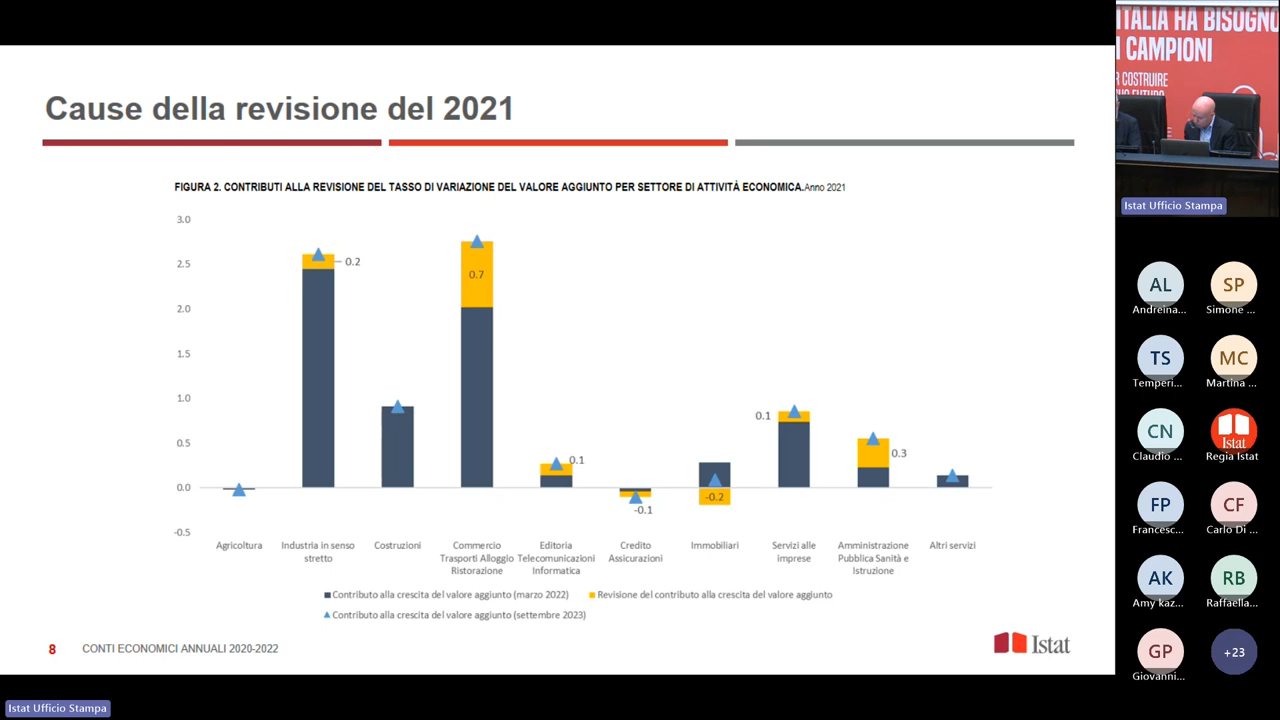 Cause della revisione del 2021
FIGURA 2. CONTRIBUTI ALLA REVISIONE DEL TASSO DI VARIAZIONE DEL VALORE AGGIUNTO PER SETTORE DI ATTIVITÀ ECONOMICA.Anno 2021
3.0
2.5
2.0
1.5
1.0
0.5
0.0
-0.5
0.2
0.7
0.1
-0.1
-0.2
0.1
0.3
Agricoltura
Industria in senso
stretto
Costruzioni
Commercio
Trasporti Alloggio
Ristorazione
Editoria
Telecomunicazioni
Informatica
Credito
Assicurazioni
Immobiliari
Servizi alle
imprese
Amministrazione
Pubblica Sanità e
Istruzione
Altri servizi
Contributo alla crescita del valore aggiunto (marzo 2022)
Revisione del contributo alla crescita del valore aggiunto
Contributo alla crescita del valore aggiunto (settembre 2023)
8
CONTI ECONOMICI ANNUALI 2020-2022
Istat
Istat Ufficio Stampa
ITALIA HA BISOGNO
I CAMPIONI
R COSTRUIRE
FUTURO
Istat Ufficio Stampa
AL
Andreina...
SP
Simone ...
TS
Temperi...
MC
Martina ...
CN
Claudio ...
Istat
Regia Istat
FP
Francesc...
CF
Carlo Di ...
AK
Amy kaz...
RB
Raffaella...
GP
Giovanni...
+23